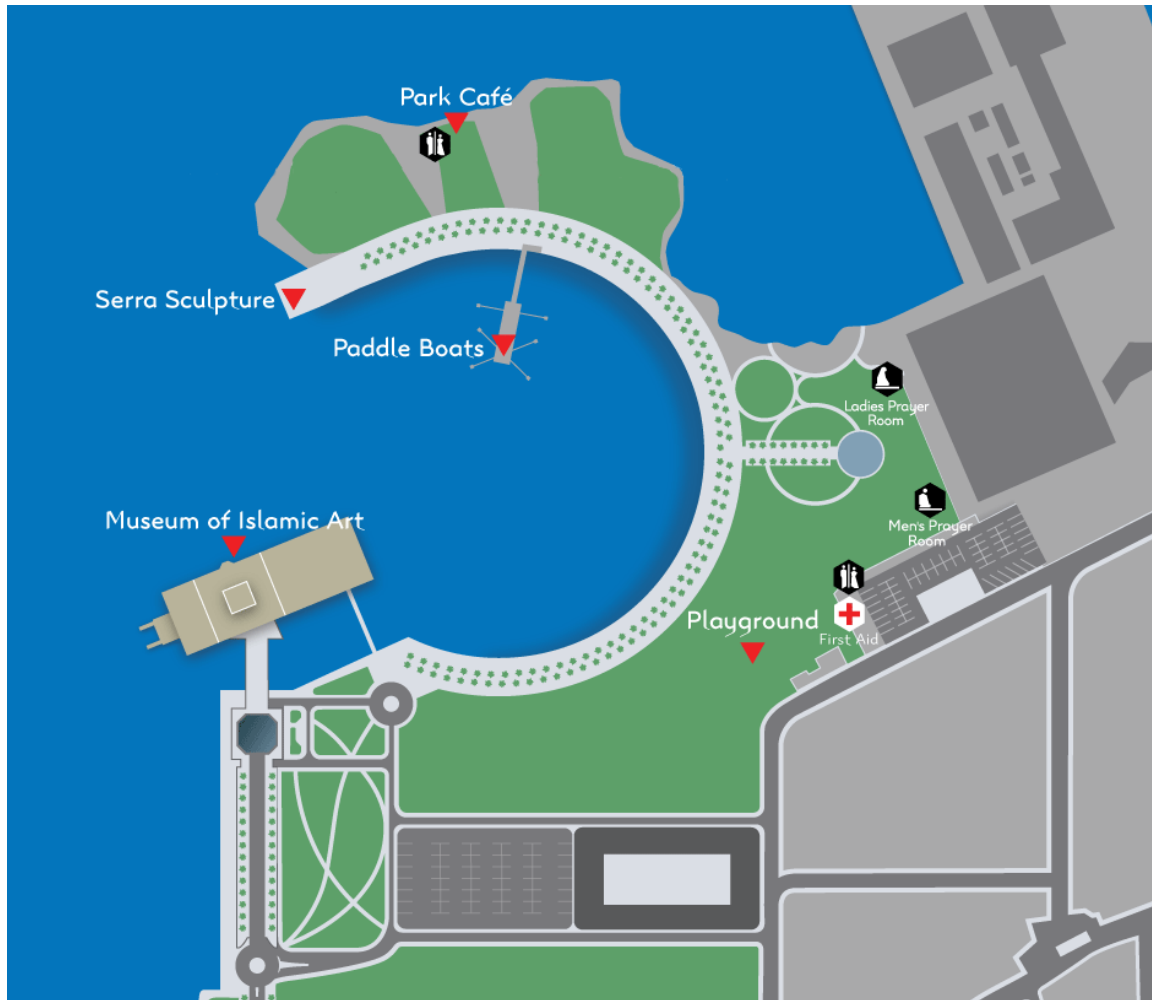 Park Café
Serra Sculpture
Paddle Boats
Ladies Prayer
Room
Museum of Islamic Art
Men's Prayer
Room
Playground
First Aid